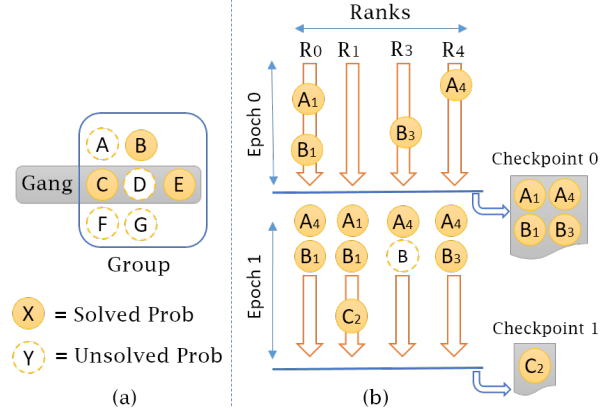 A B
Gang C D E
F G
Group
X = Solved Prob
Y = Unsolved Prob
(a)
Ranks
R0 R1 R3 R4
Epoch 0
A1 A4
B1 B3
Checkpoint 0
A1 A4
B1 B3
Epoch 1
A4 A1 A4 A4
B1 B1 B B3
C2
Checkpoint 1
C2
(b)